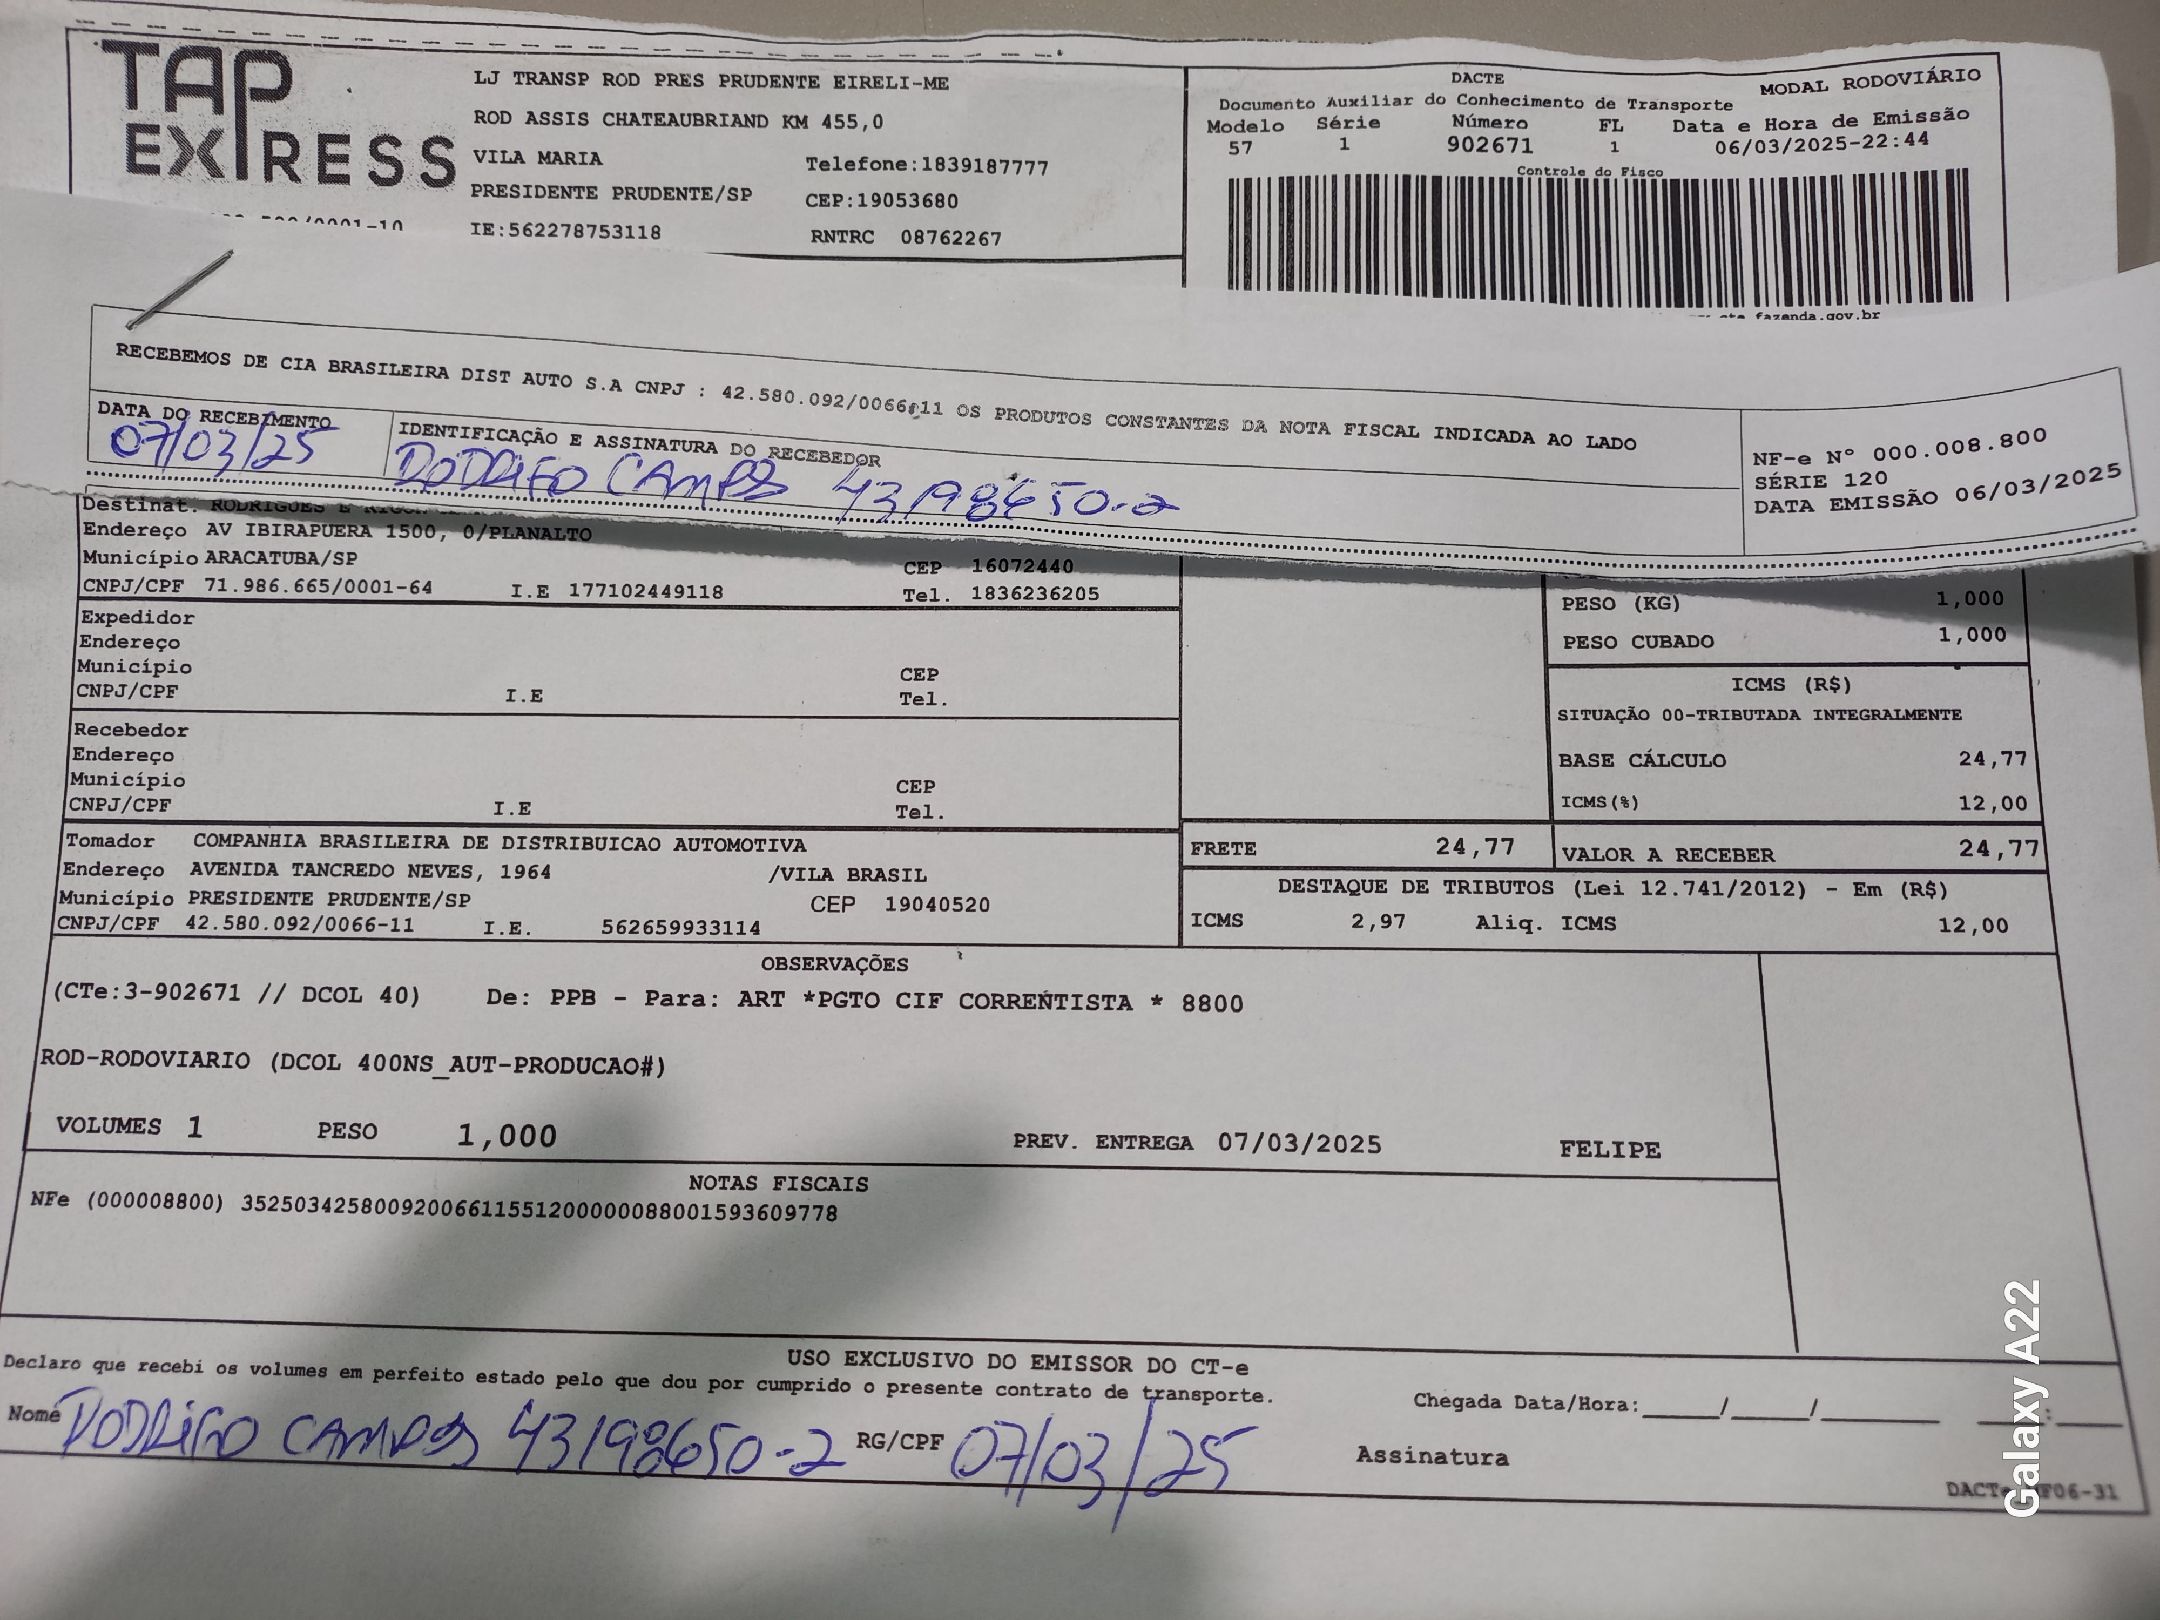 TAP
EXPRESS
LJ TRANSP ROD PRES PRUDENTE EIRELI-ME
ROD ASSIS CHATEAUBRIAND KM 455,0
VILA MARIA Telefone:1839187777
PRESIDENTE PRUDENTE/SP CEP:19053680
IE:562278753118 RNTRC 08762267
DACTE MODAL RODOVIÁRIO
Documento Auxiliar do Conhecimento de Transporte
Modelo Série Número FL Data e Hora de Emissão
57 1 902671 1 06/03/2025-22:44
Controle do Fisco
fazenda.gov.br
RECEBEMOS DE CIA BRASILEIRA DIST AUTO S.A CNPJ : 42.580.092/0066-11 OS PRODUTOS CONSTANTES DA NOTA FISCAL INDICADA AO LADO
DATA DO RECEBIMENTO IDENTIFICAÇÃO E ASSINATURA DO RECEBEDOR
07/03/25 RODRIGO CAMPOS 43198650-2
NF-e N° 000.008.800
SÉRIE 120
DATA EMISSÃO 06/03/2025
Destinat. RODRIGUES E
Endereço AV IBIRAPUERA 1500, 0/PLANALTO
Município ARACATUBA/SP CEP 16072440
CNPJ/CPF 71.986.665/0001-64 I.E 177102449118 Tel. 1836236205
Expedidor
Endereço
Município CEP
CNPJ/CPF I.E Tel.
Recebedor
Endereço
Município CEP
CNPJ/CPF I.E Tel.
PESO (KG) 1,000
PESO CUBADO 1,000
ICMS (R$)
SITUAÇÃO 00-TRIBUTADA INTEGRALMENTE
BASE CÁLCULO 24,77
ICMS(%) 12,00
Tomador COMPANHIA BRASILEIRA DE DISTRIBUICAO AUTOMOTIVA
Endereço AVENIDA TANCREDO NEVES, 1964 /VILA BRASIL
Município PRESIDENTE PRUDENTE/SP CEP 19040520
CNPJ/CPF 42.580.092/0066-11 I.E. 562659933114
FRETE 24,77 VALOR A RECEBER 24,77
DESTAQUE DE TRIBUTOS (Lei 12.741/2012) - Em (R$)
ICMS 2,97 Aliq. ICMS 12,00
OBSERVAÇÕES
(CTe:3-902671 // DCOL 40) De: PPB - Para: ART *PGTO CIF CORRENTISTA * 8800
ROD-RODOVIARIO (DCOL 400NS_AUT-PRODUCAO#)
VOLUMES 1 PESO 1,000 PREV. ENTREGA 07/03/2025 FELIPE
NOTAS FISCAIS
NFe (000008800) 35250342580092006611551200000088001593609778
USO EXCLUSIVO DO EMISSOR DO CT-e
Declaro que recebi os volumes em perfeito estado pelo que dou por cumprido o presente contrato de transporte.
Nome RODRIGO CAMPOS 43198650-2 RG/CPF 07/03/25
Chegada Data/Hora:____/____/______ ___:___
Assinatura
Galaxy A22